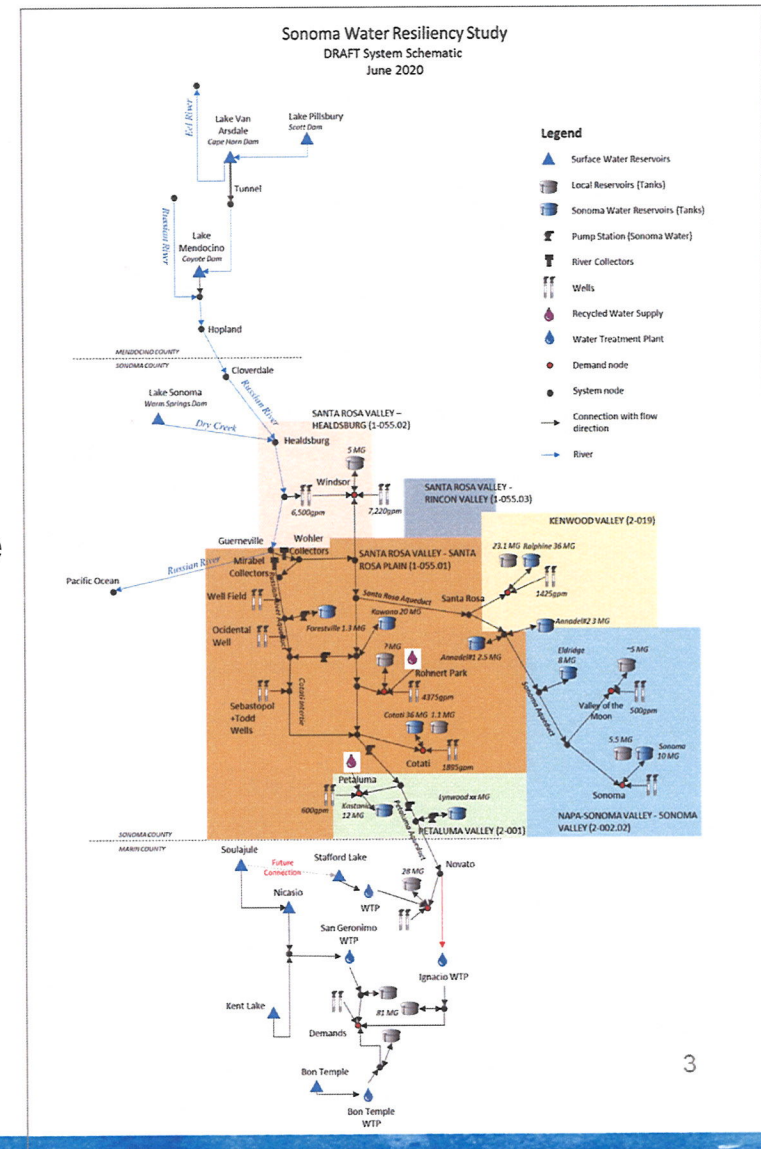 Sonoma Water Resiliency Study
DRAFT System Schematic
June 2020
Eel River
Lake Van
Arsdale
Cape Horn Dam
Lake Pillsbury
Scott Dam
Tunnel
Russian River
Lake
Mendocino
Coyote Dam
Hopland
MENDOCINO COUNTY
SONOMA COUNTY
Cloverdale
Russian River
Lake Sonoma
Warm Springs Dam
Dry Creek
Healdsburg
Legend
Surface Water Reservoirs
Local Reservoirs (Tanks)
Sonoma Water Reservoirs (Tanks)
Pump Station (Sonoma Water)
River Collectors
Wells
Recycled Water Supply
Water Treatment Plant
Demand node
System node
Connection with flow
direction
River
SANTA ROSA VALLEY –
HEALDSBURG (1-055.02)
5 MG
Windsor
6,500gpm
7,220gpm
SANTA ROSA VALLEY -
RINCON VALLEY (1-055.03)
KENWOOD VALLEY (2-019)
23.1 MG
Ralphine 36 MG
1425gpm
Guerneville
Wohler
Collectors
Mirabel
Collectors
Russian River
Pacific Ocean
SANTA ROSA VALLEY - SANTA
ROSA PLAIN (1-055.01)
Santa Rosa Aqueduct
Santa Rosa
Well Field
Russian River Aqueduct
Ocidental
Well
Forestville 1.3 MG
Kawana 20 MG
Annadel#2 3 MG
Annadel#1 2.5 MG
7 MG
Rohnert Park
4375gpm
Sebastopol
+Todd
Wells
Cotati Intertie
Cotati 36 MG
1.1 MG
Cotati
1895gpm
Sonoma Aqueduct
Eldridge
8 MG
~5 MG
Valley of the
Moon
500gpm
5.5 MG
Sonoma
10 MG
Sonoma
NAPA-SONOMA VALLEY - SONOMA
VALLEY (2-002.02)
Petaluma
600gpm
Kastania
12 MG
Lynwood xx MG
Petaluma Aqueduct
PETALUMA VALLEY (2-001)
SONOMA COUNTY
MARIN COUNTY
Soulajule
Future
Connection
Stafford Lake
WTP
Novato
28 MG
Nicasio
San Geronimo
WTP
Ignacio WTP
Kent Lake
81 MG
Demands
Bon Temple
Bon Temple
WTP
3
e